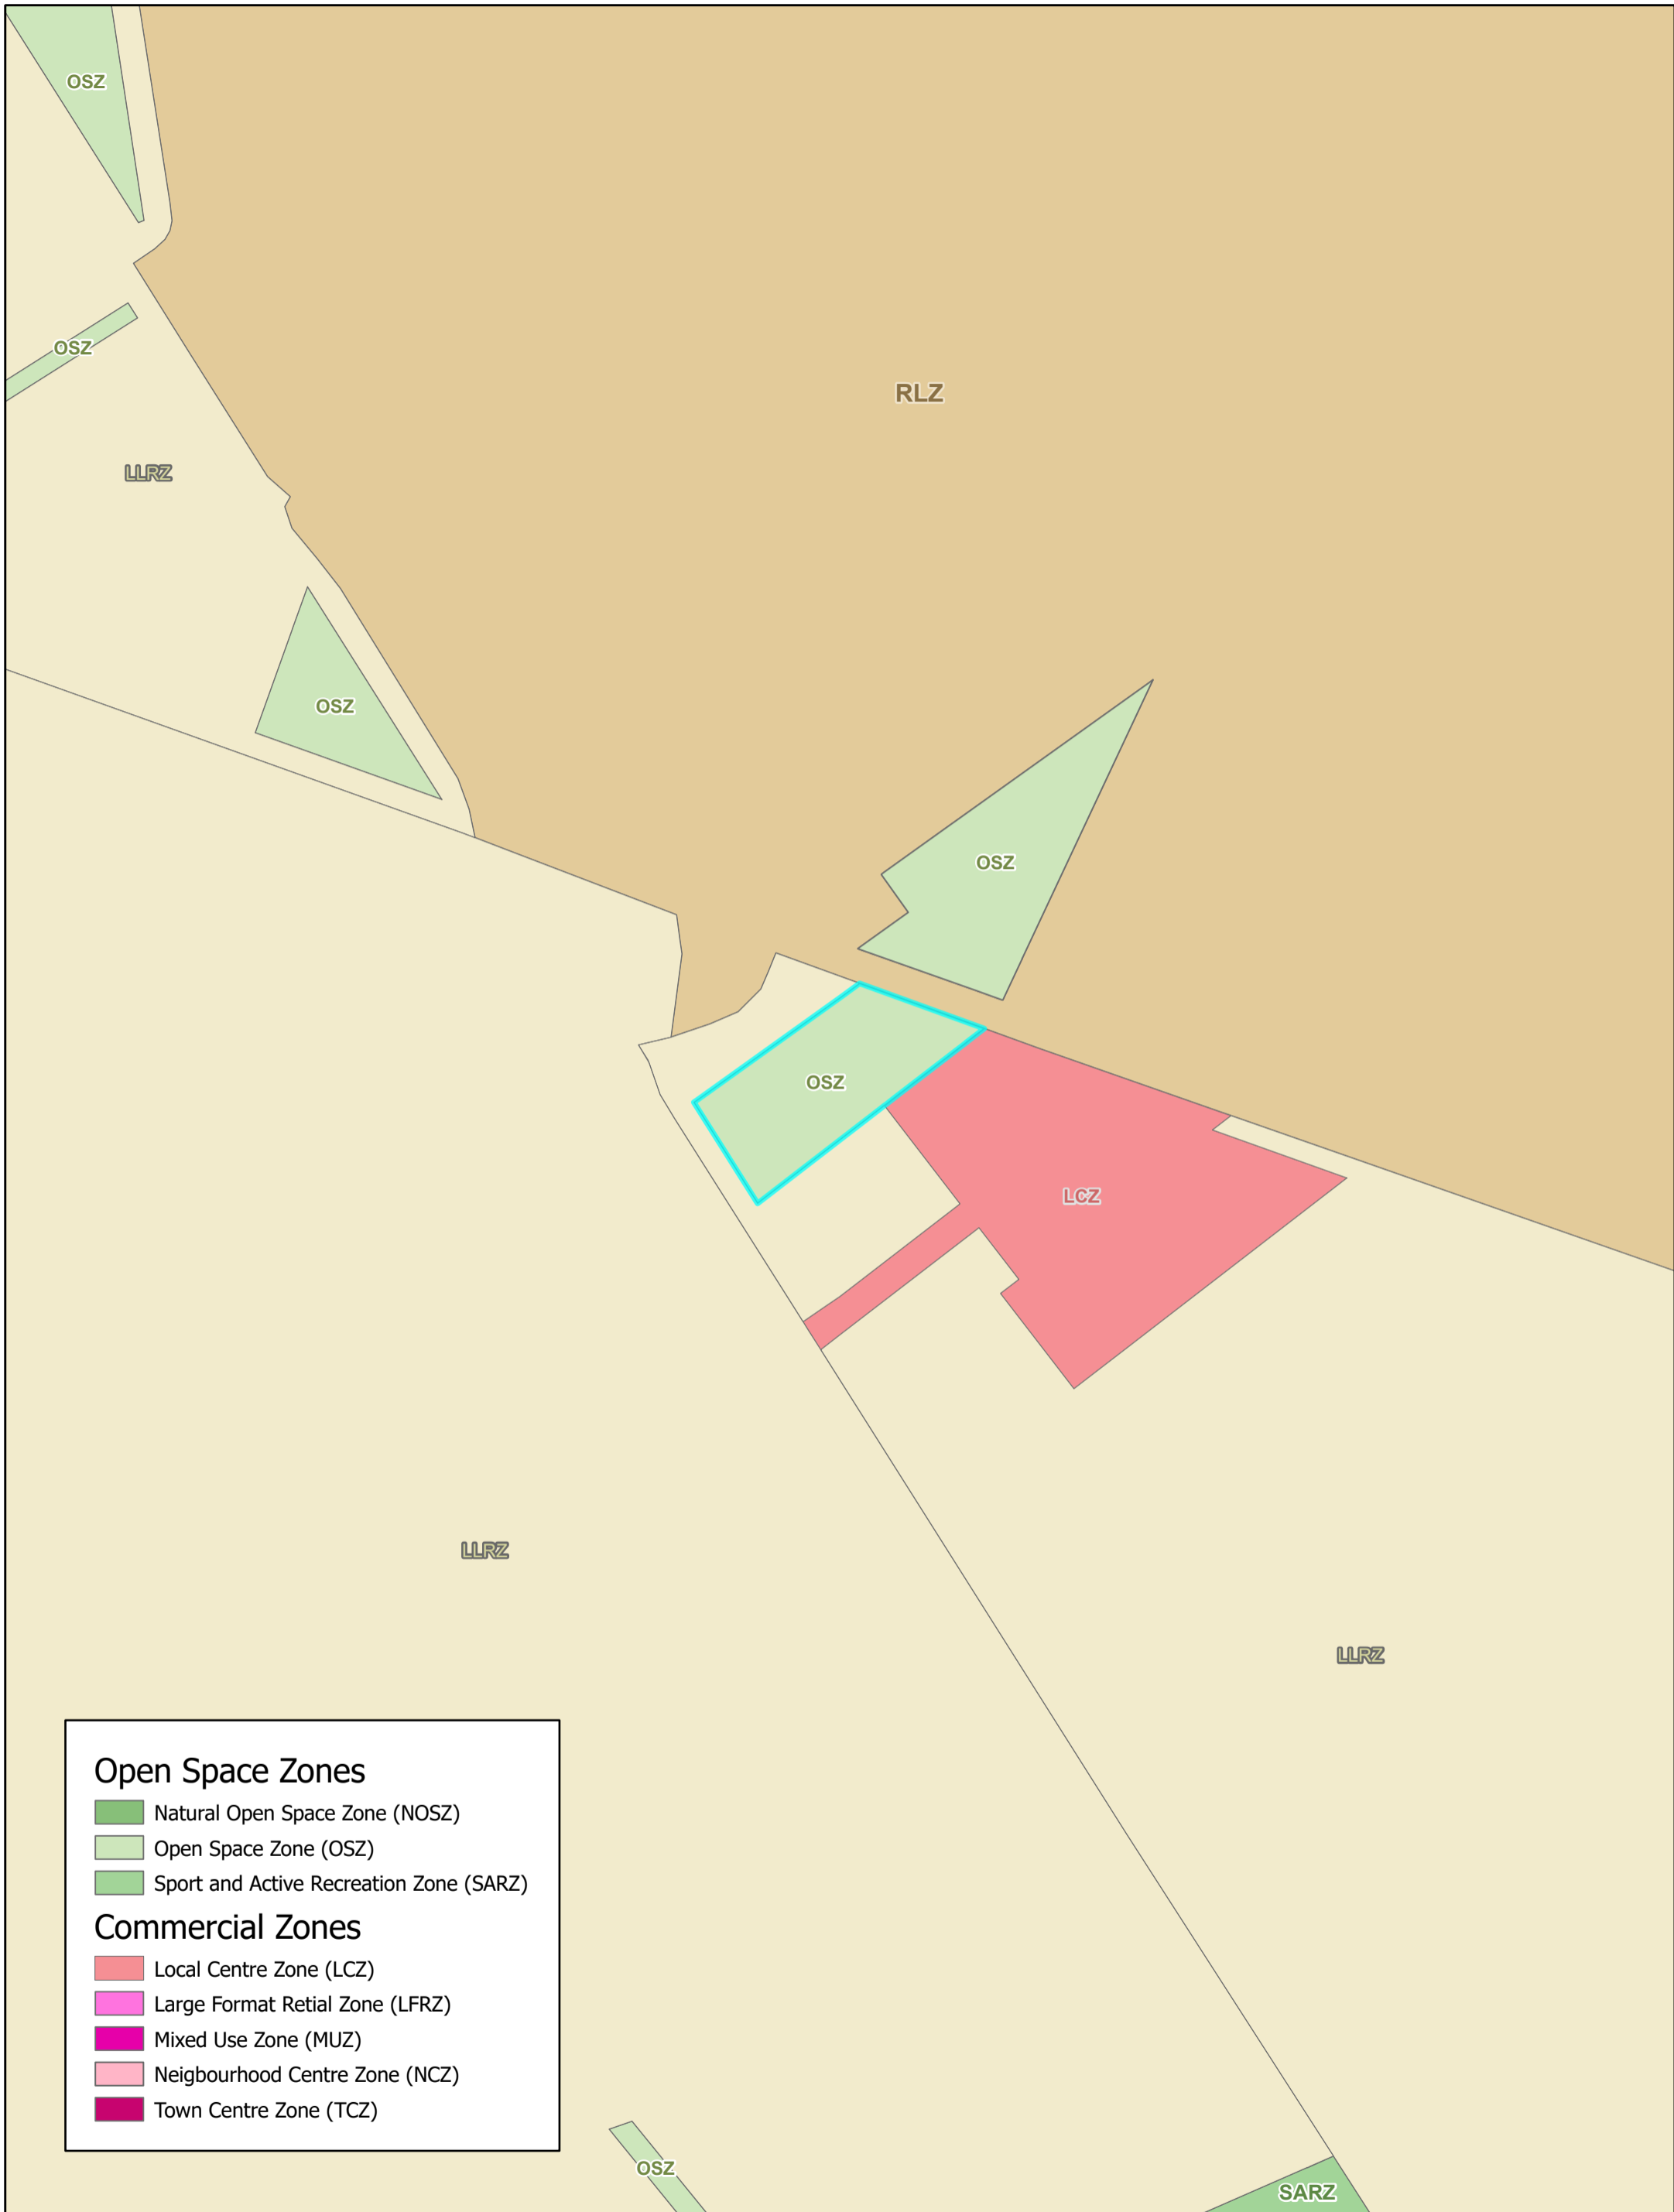 OSZ
OSZ
RLZ
LLRZ
OSZ
OSZ
OSZ
LCZ
LLRZ
LLRZ
Open Space Zones
Natural Open Space Zone (NOSZ)
Open Space Zone (OSZ)
Sport and Active Recreation Zone (SARZ)
Commercial Zones
Local Centre Zone (LCZ)
Large Format Retial Zone (LFRZ)
Mixed Use Zone (MUZ)
Neigbourhood Centre Zone (NCZ)
Town Centre Zone (TCZ)
OSZ
SARZ